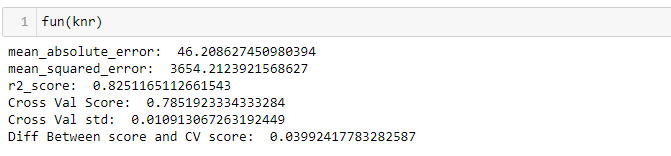 1 fun(knr)
mean_absolute_error: 46.208627450980394
mean_squared_error: 3654.2123921568627
r2_score: 0.8251165112661543
Cross Val Score: 0.7851923334333284
Cross Val std: 0.010913067263192449
Diff Between score and CV score: 0.03992417783282587